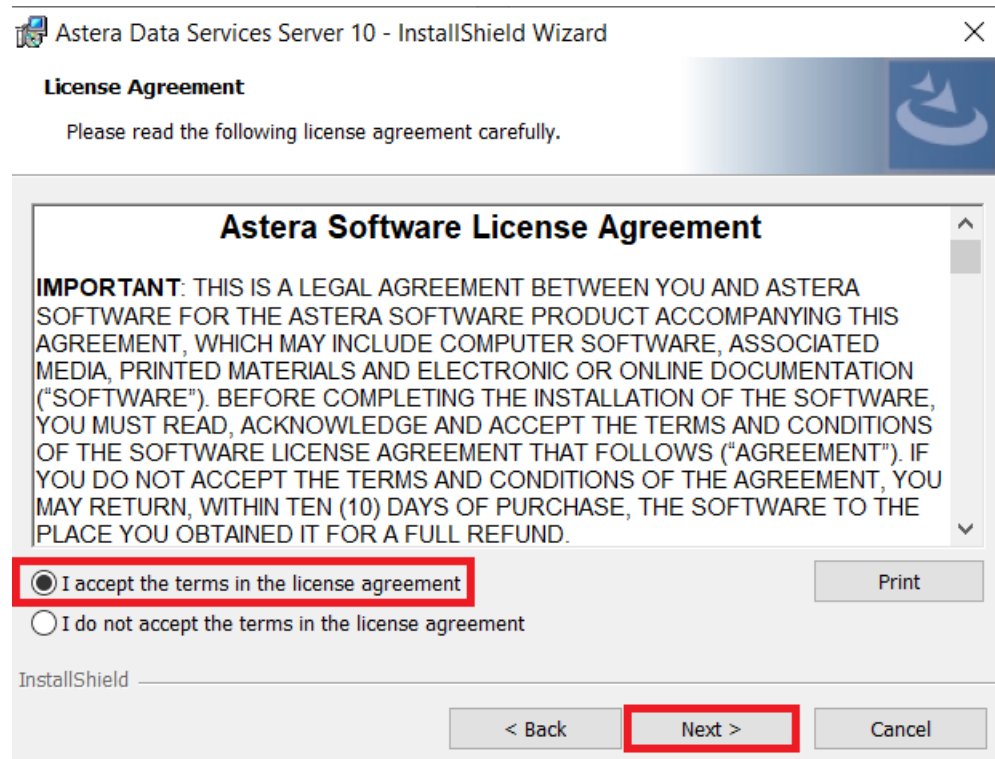 Astera Data Services Server 10 - InstallShield Wizard
License Agreement
Please read the following license agreement carefully.
Astera Software License Agreement
IMPORTANT: THIS IS A LEGAL AGREEMENT BETWEEN YOU AND ASTERA
SOFTWARE FOR THE ASTERA SOFTWARE PRODUCT ACCOMPANYING THIS
AGREEMENT, WHICH MAY INCLUDE COMPUTER SOFTWARE, ASSOCIATED
MEDIA, PRINTED MATERIALS AND ELECTRONIC OR ONLINE DOCUMENTATION
(“SOFTWARE”). BEFORE COMPLETING THE INSTALLATION OF THE SOFTWARE,
YOU MUST READ, ACKNOWLEDGE AND ACCEPT THE TERMS AND CONDITIONS
OF THE SOFTWARE LICENSE AGREEMENT THAT FOLLOWS (“AGREEMENT”). IF
YOU DO NOT ACCEPT THE TERMS AND CONDITIONS OF THE AGREEMENT, YOU
MAY RETURN, WITHIN TEN (10) DAYS OF PURCHASE, THE SOFTWARE TO THE
PLACE YOU OBTAINED IT FOR A FULL REFUND.
I accept the terms in the license agreement
Print
I do not accept the terms in the license agreement
InstallShield
< Back
Next >
Cancel